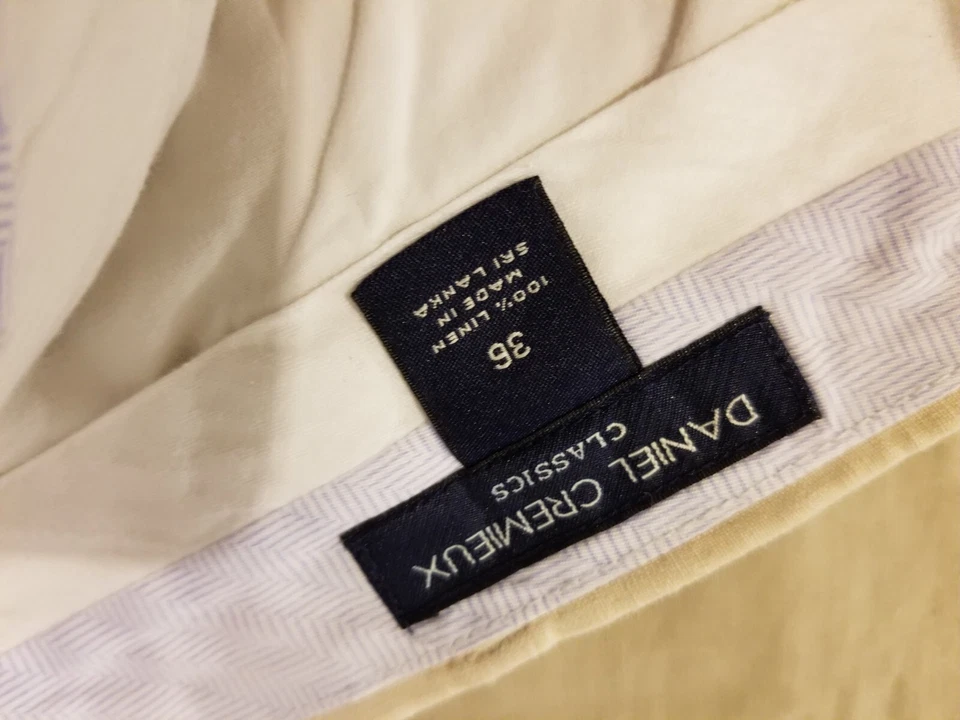 DANIEL CREMIEUX
CLASSICS
36
100% LINEN
MADE IN
SRI LANKA